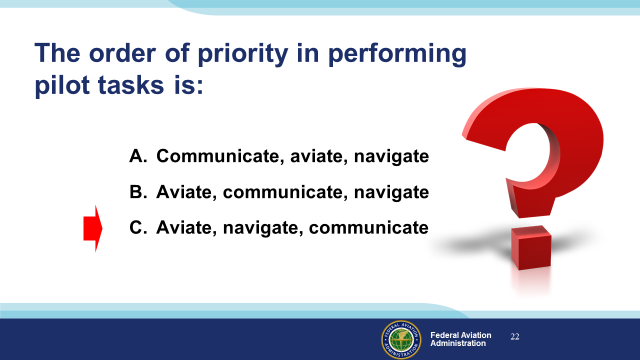 The order of priority in performing
pilot tasks is:
A. Communicate, aviate, navigate
B. Aviate, communicate, navigate
C. Aviate, navigate, communicate
Federal Aviation
Administration
22